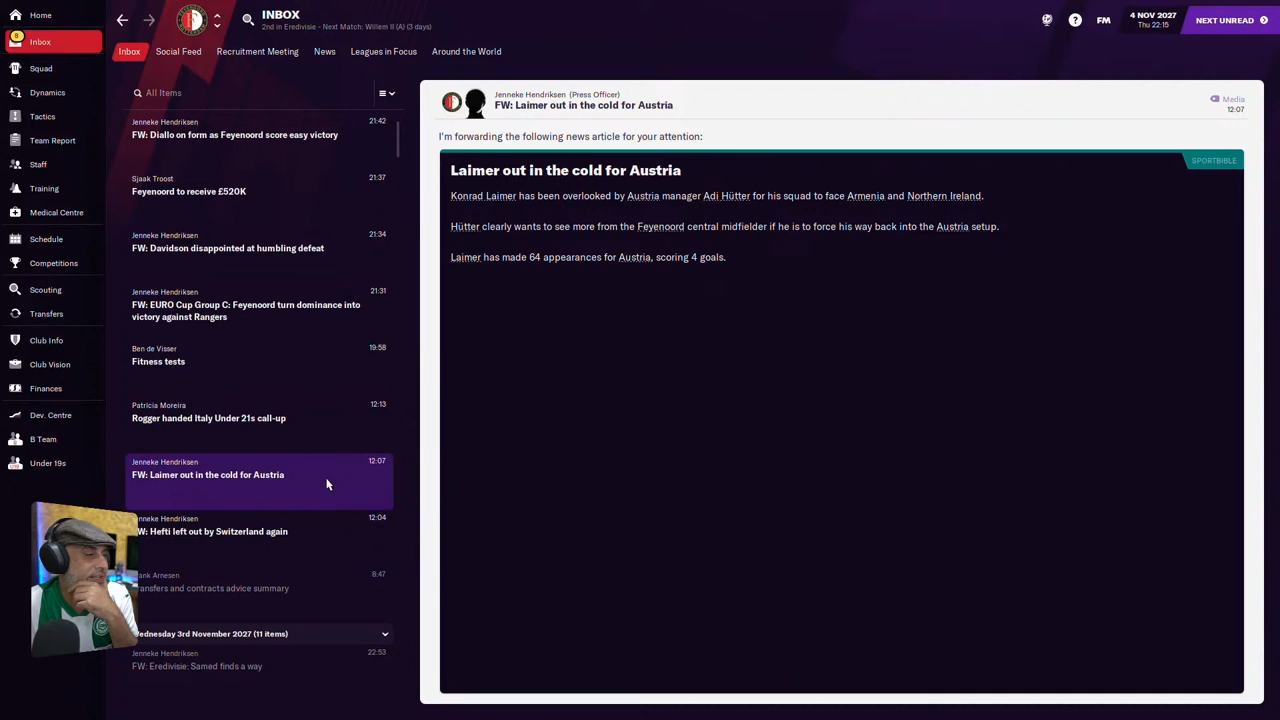 Home
8
Inbox
Squad
Dynamics
Tactics
Team Report
Staff
Training
Medical Centre
Schedule
Competitions
Scouting
Transfers
Club Info
Club Vision
Finances
Dev. Centre
B Team
Under 19s
INBOX
2nd in Eredivisie - Next Match: Willem II (A) (3 days)
?
FM
4 NOV 2027
Thu 22:15
NEXT UNREAD
Inbox
Social Feed
Recruitment Meeting
News
Leagues in Focus
Around the World
All Items
Jenneke Hendriksen
21:42
FW: Diallo on form as Feyenoord score easy victory
Sjaak Troost
21:37
Feyenoord to receive £520K
Jenneke Hendriksen
21:34
FW: Davidson disappointed at humbling defeat
Jenneke Hendriksen
21:31
FW: EURO Cup Group C: Feyenoord turn dominance into
victory against Rangers
Ben de Visser
19:58
Fitness tests
Patrícia Moreira
12:13
Rogger handed Italy Under 21s call-up
Jenneke Hendriksen
12:07
FW: Laimer out in the cold for Austria
nneke Hendriksen
12:04
W: Hefti left out by Switzerland again
ank Arnesen
8:47
ansfers and contracts advice summary
ednesday 3rd November 2027 (11 items)
Jenneke Hendriksen
22:53
FW: Eredivisie: Samed finds a way
Jenneke Hendriksen (Press Officer)
FW: Laimer out in the cold for Austria
Media
12:07
I'm forwarding the following news article for your attention:
SPORTBIBLE
Laimer out in the cold for Austria
Konrad Laimer has been overlooked by Austria manager Adi Hütter for his squad to face Armenia and Northern Ireland.
Hütter clearly wants to see more from the Feyenoord central midfielder if he is to force his way back into the Austria setup.
Laimer has made 64 appearances for Austria, scoring 4 goals.